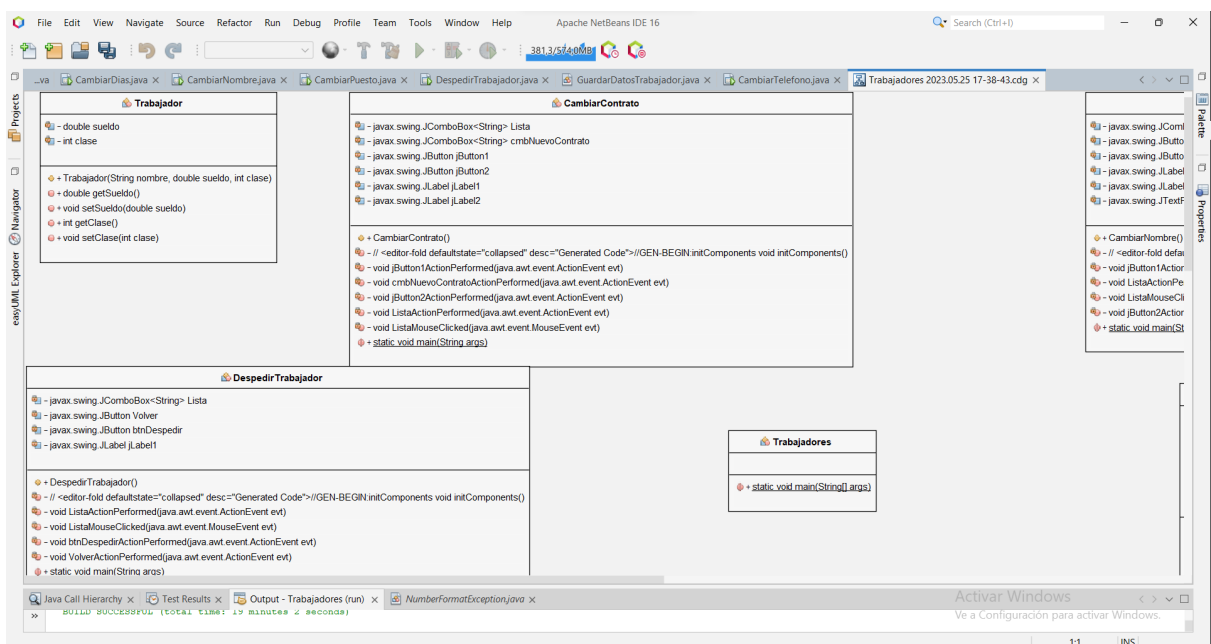 File Edit View Navigate Source Refactor Run Debug Profile Team Tools Window Help Apache NetBeans IDE 16 Search (Ctrl+I)
381.3/574.0MB
...va CambiarDias.java CambiarNombre.java CambiarPuesto.java DespedirTrabajador.java GuardarDatosTrabajador.java CambiarTelefono.java Trabajadores 2023.05.25 17-38-43.cdg
Projects
Navigator
easyUML Explorer
Palette
Properties
Trabajador
- double sueldo
- int clase
+ Trabajador(String nombre, double sueldo, int clase)
+ double getSueldo()
+ void setSueldo(double sueldo)
+ int getClase()
+ void setClase(int clase)
CambiarContrato
- javax.swing.JComboBox<String> Lista
- javax.swing.JComboBox<String> cmbNuevoContrato
- javax.swing.JButton jButton1
- javax.swing.JButton jButton2
- javax.swing.JLabel jLabel1
- javax.swing.JLabel jLabel2
+ CambiarContrato()
- // <editor-fold defaultstate="collapsed" desc="Generated Code">//GEN-BEGIN:initComponents void initComponents()
- void jButton1ActionPerformed(java.awt.event.ActionEvent evt)
- void cmbNuevoContratoActionPerformed(java.awt.event.ActionEvent evt)
- void jButton2ActionPerformed(java.awt.event.ActionEvent evt)
- void ListaActionPerformed(java.awt.event.ActionEvent evt)
- void ListaMouseClicked(java.awt.event.MouseEvent evt)
+ static void main(String args)
- javax.swing.JCom
- javax.swing.JButto
- javax.swing.JButto
- javax.swing.JLabel
- javax.swing.JLabel
- javax.swing.JTextF
+ CambiarNombre()
- // <editor-fold defau
- void jButton1Action
- void ListaActionPe
- void ListaMouseCli
- void jButton2Action
+ static void main(St
DespedirTrabajador
- javax.swing.JComboBox<String> Lista
- javax.swing.JButton Volver
- javax.swing.JButton btnDespedir
- javax.swing.JLabel jLabel1
+ DespedirTrabajador()
- // <editor-fold defaultstate="collapsed" desc="Generated Code">//GEN-BEGIN:initComponents void initComponents()
- void ListaActionPerformed(java.awt.event.ActionEvent evt)
- void ListaMouseClicked(java.awt.event.MouseEvent evt)
- void btnDespedirActionPerformed(java.awt.event.ActionEvent evt)
- void VolverActionPerformed(java.awt.event.ActionEvent evt)
+ static void main(String args)
Trabajadores
+ static void main(String[] args)
Java Call Hierarchy Test Results Output - Trabajadores (run) NumberFormatException.java
BUILD SUCCESSFUL (total time: 19 minutes 2 seconds)
Activar Windows
Ve a Configuración para activar Windows.
1:1 INS